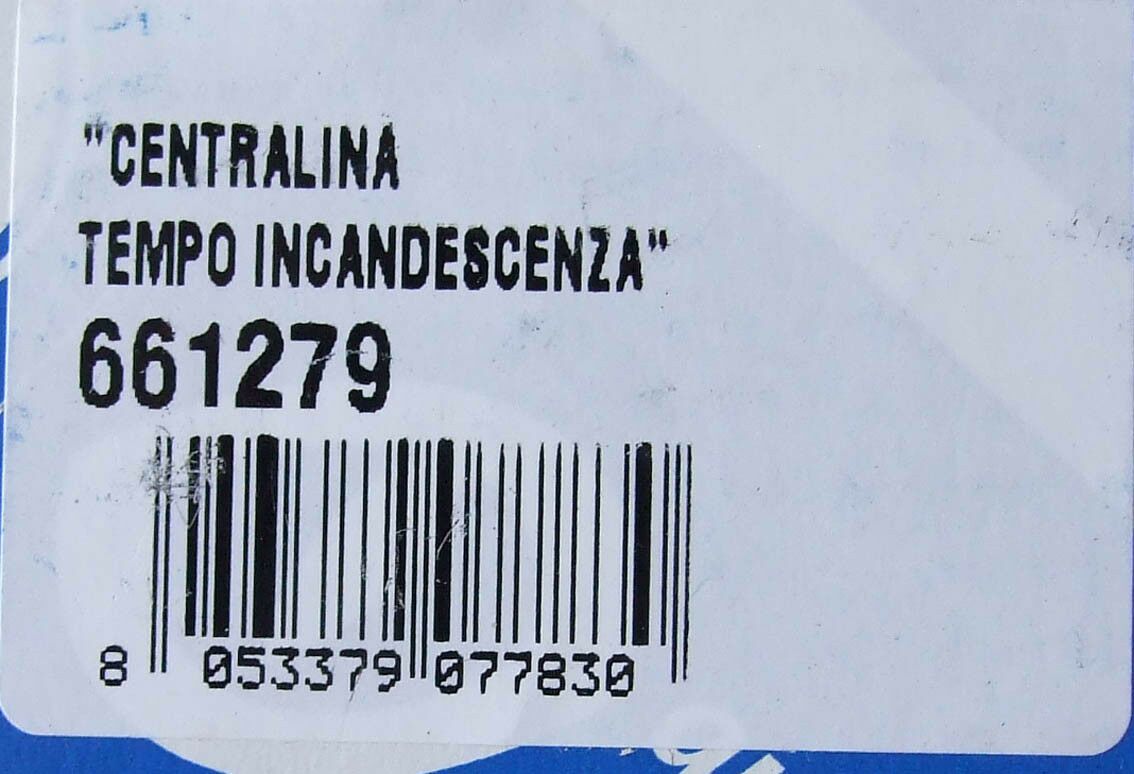 "CENTRALINA
TEMPO INCANDESCENZA"
661279
8 053379 077830